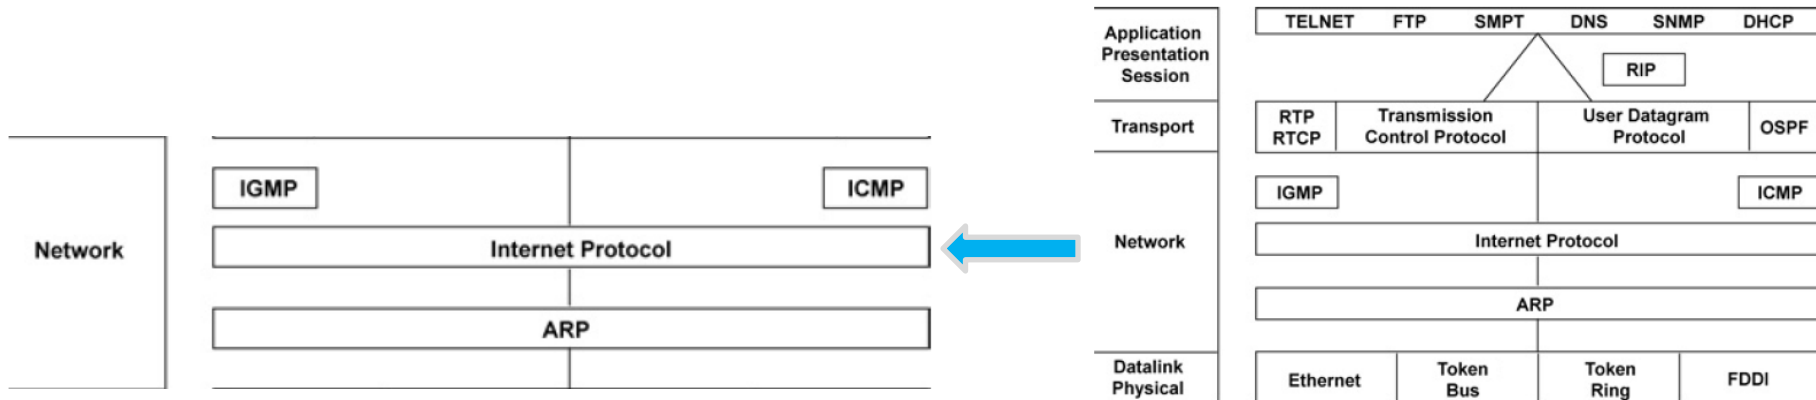 IGMP
ICMP
Network
Internet Protocol
ARP
Application
Presentation
Session
TELNET FTP SMPT DNS SNMP DHCP
RIP
Transport
RTP
RTCP
Transmission
Control Protocol
User Datagram
Protocol
OSPF
IGMP
ICMP
Network
Internet Protocol
ARP
Datalink
Physical
Ethernet
Token
Bus
Token
Ring
FDDI